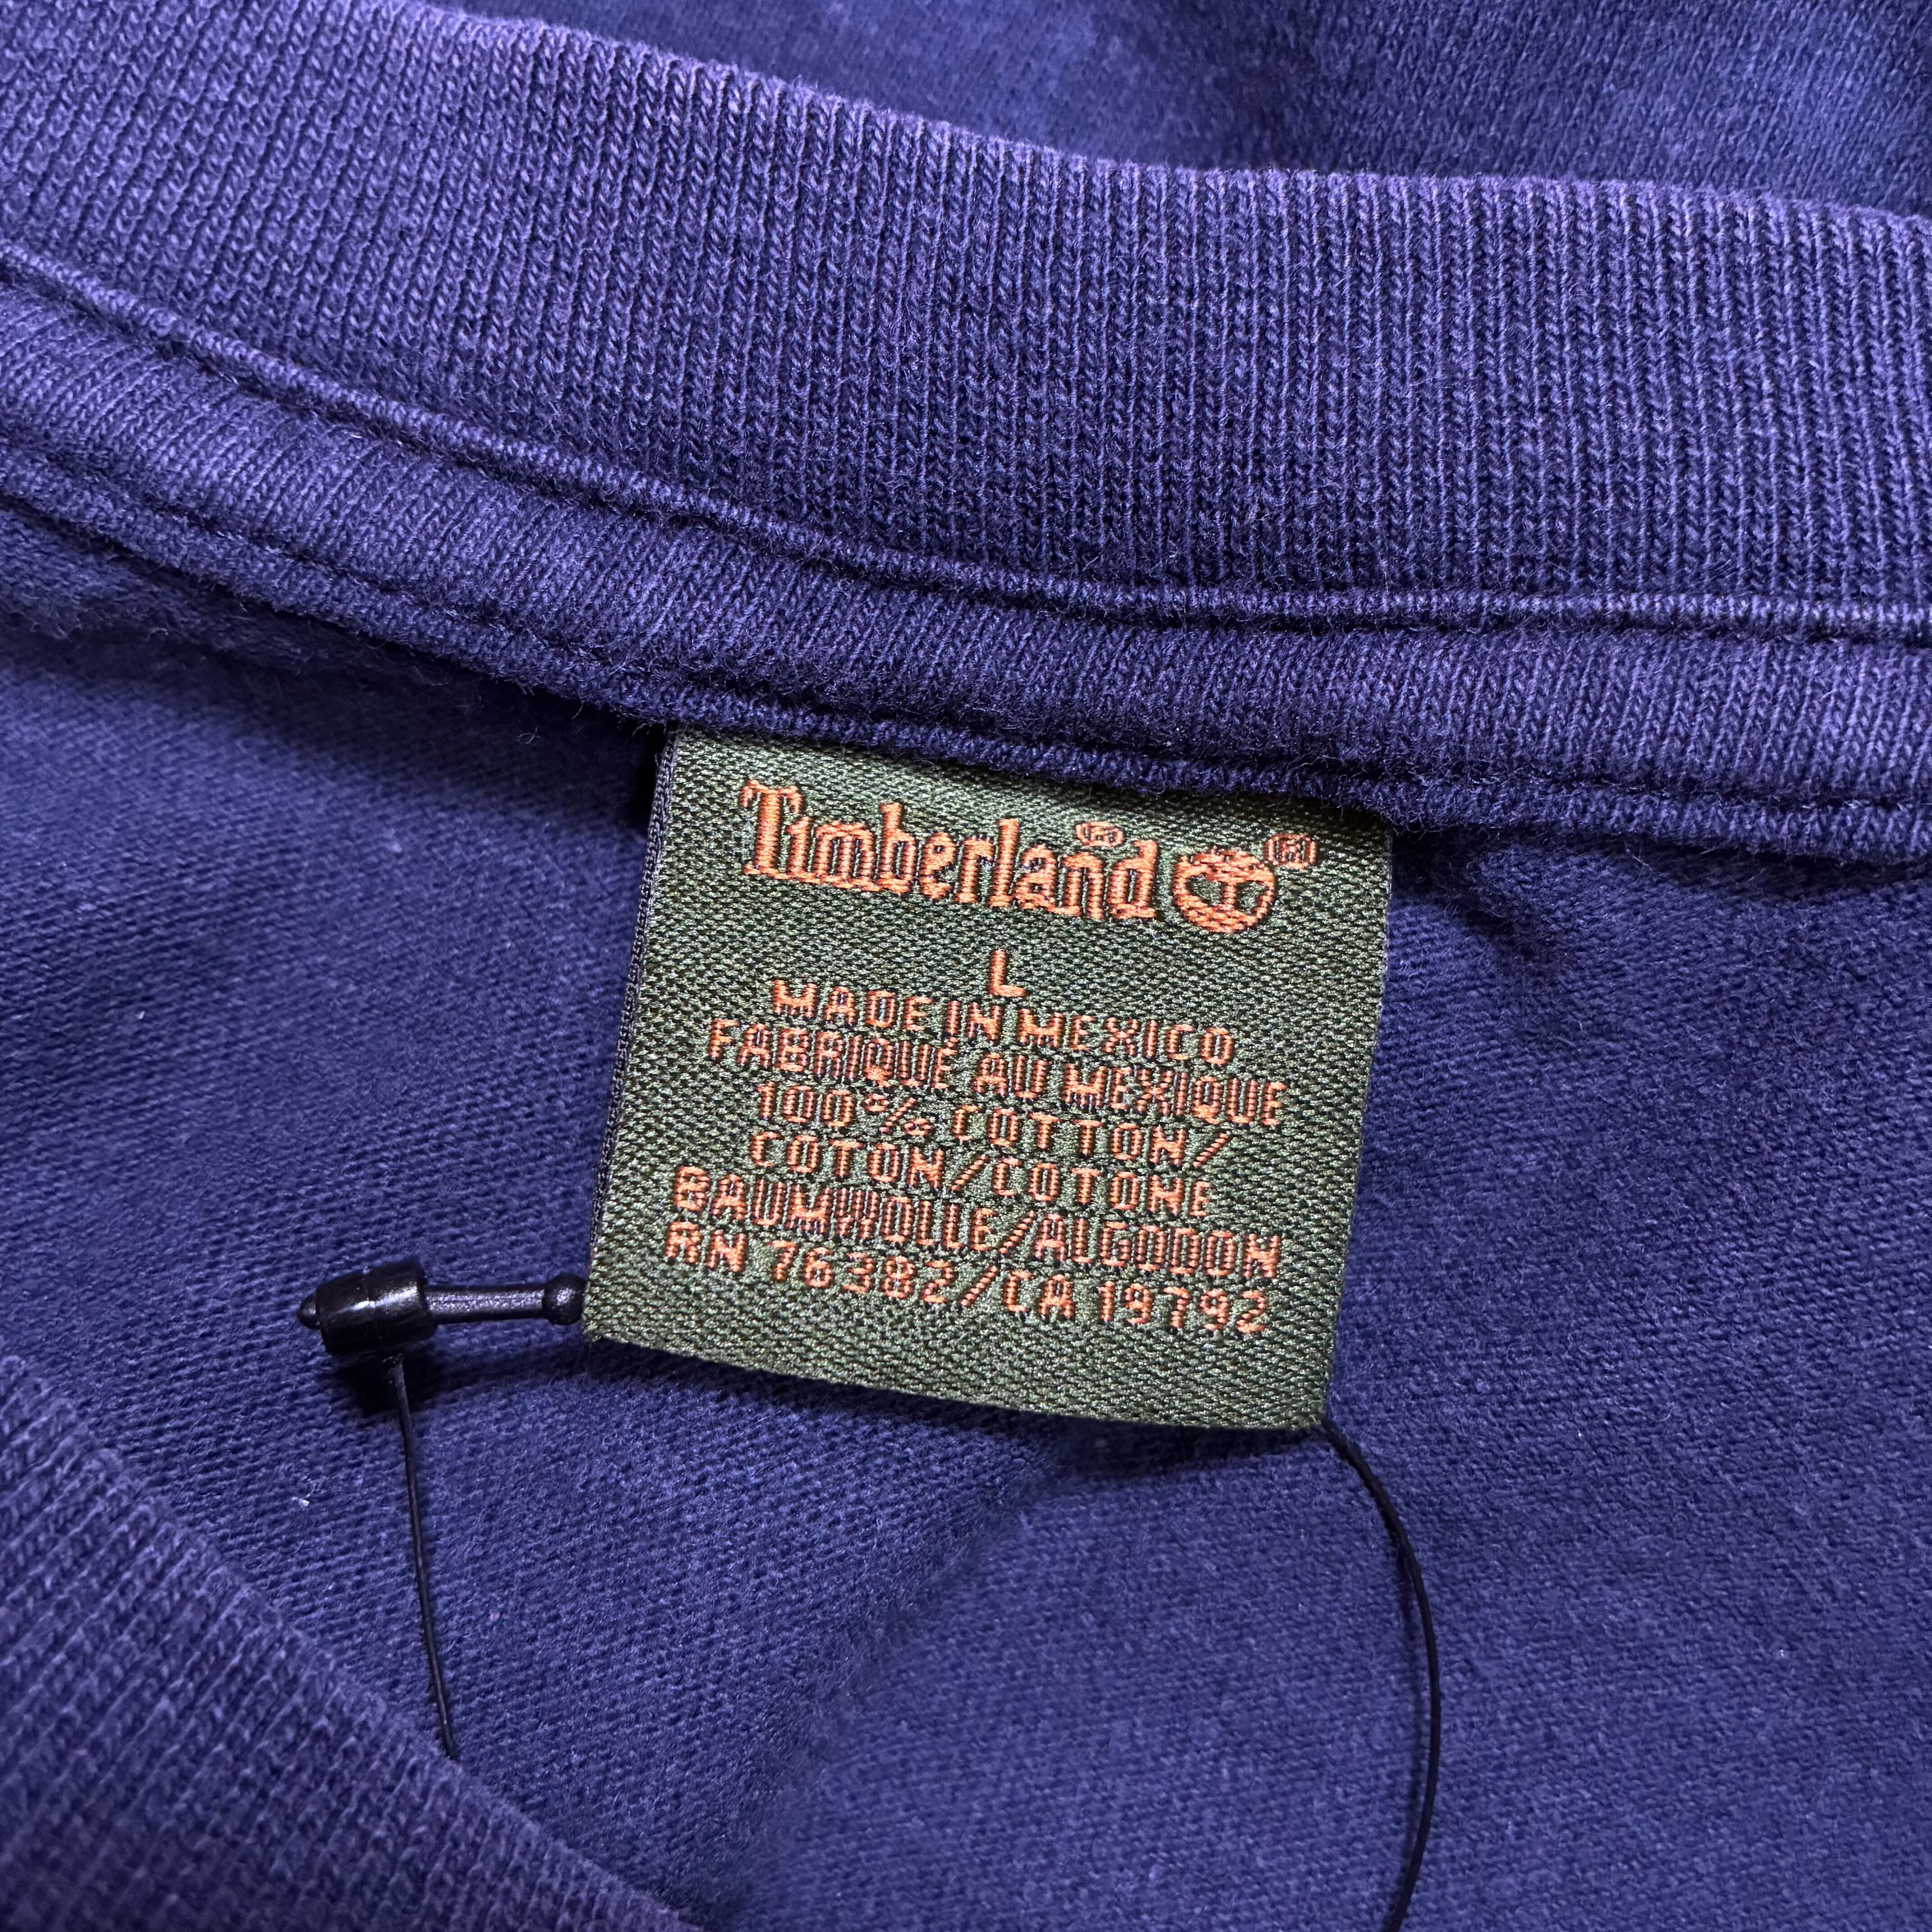 Timberland® ®
L
MADE IN MEXICO
FABRIQUE AU MEXIQUE
100% COTTON/
COTON/COTONE
BAUMWOLLE/ALGODON
RN 76382/CA 19792